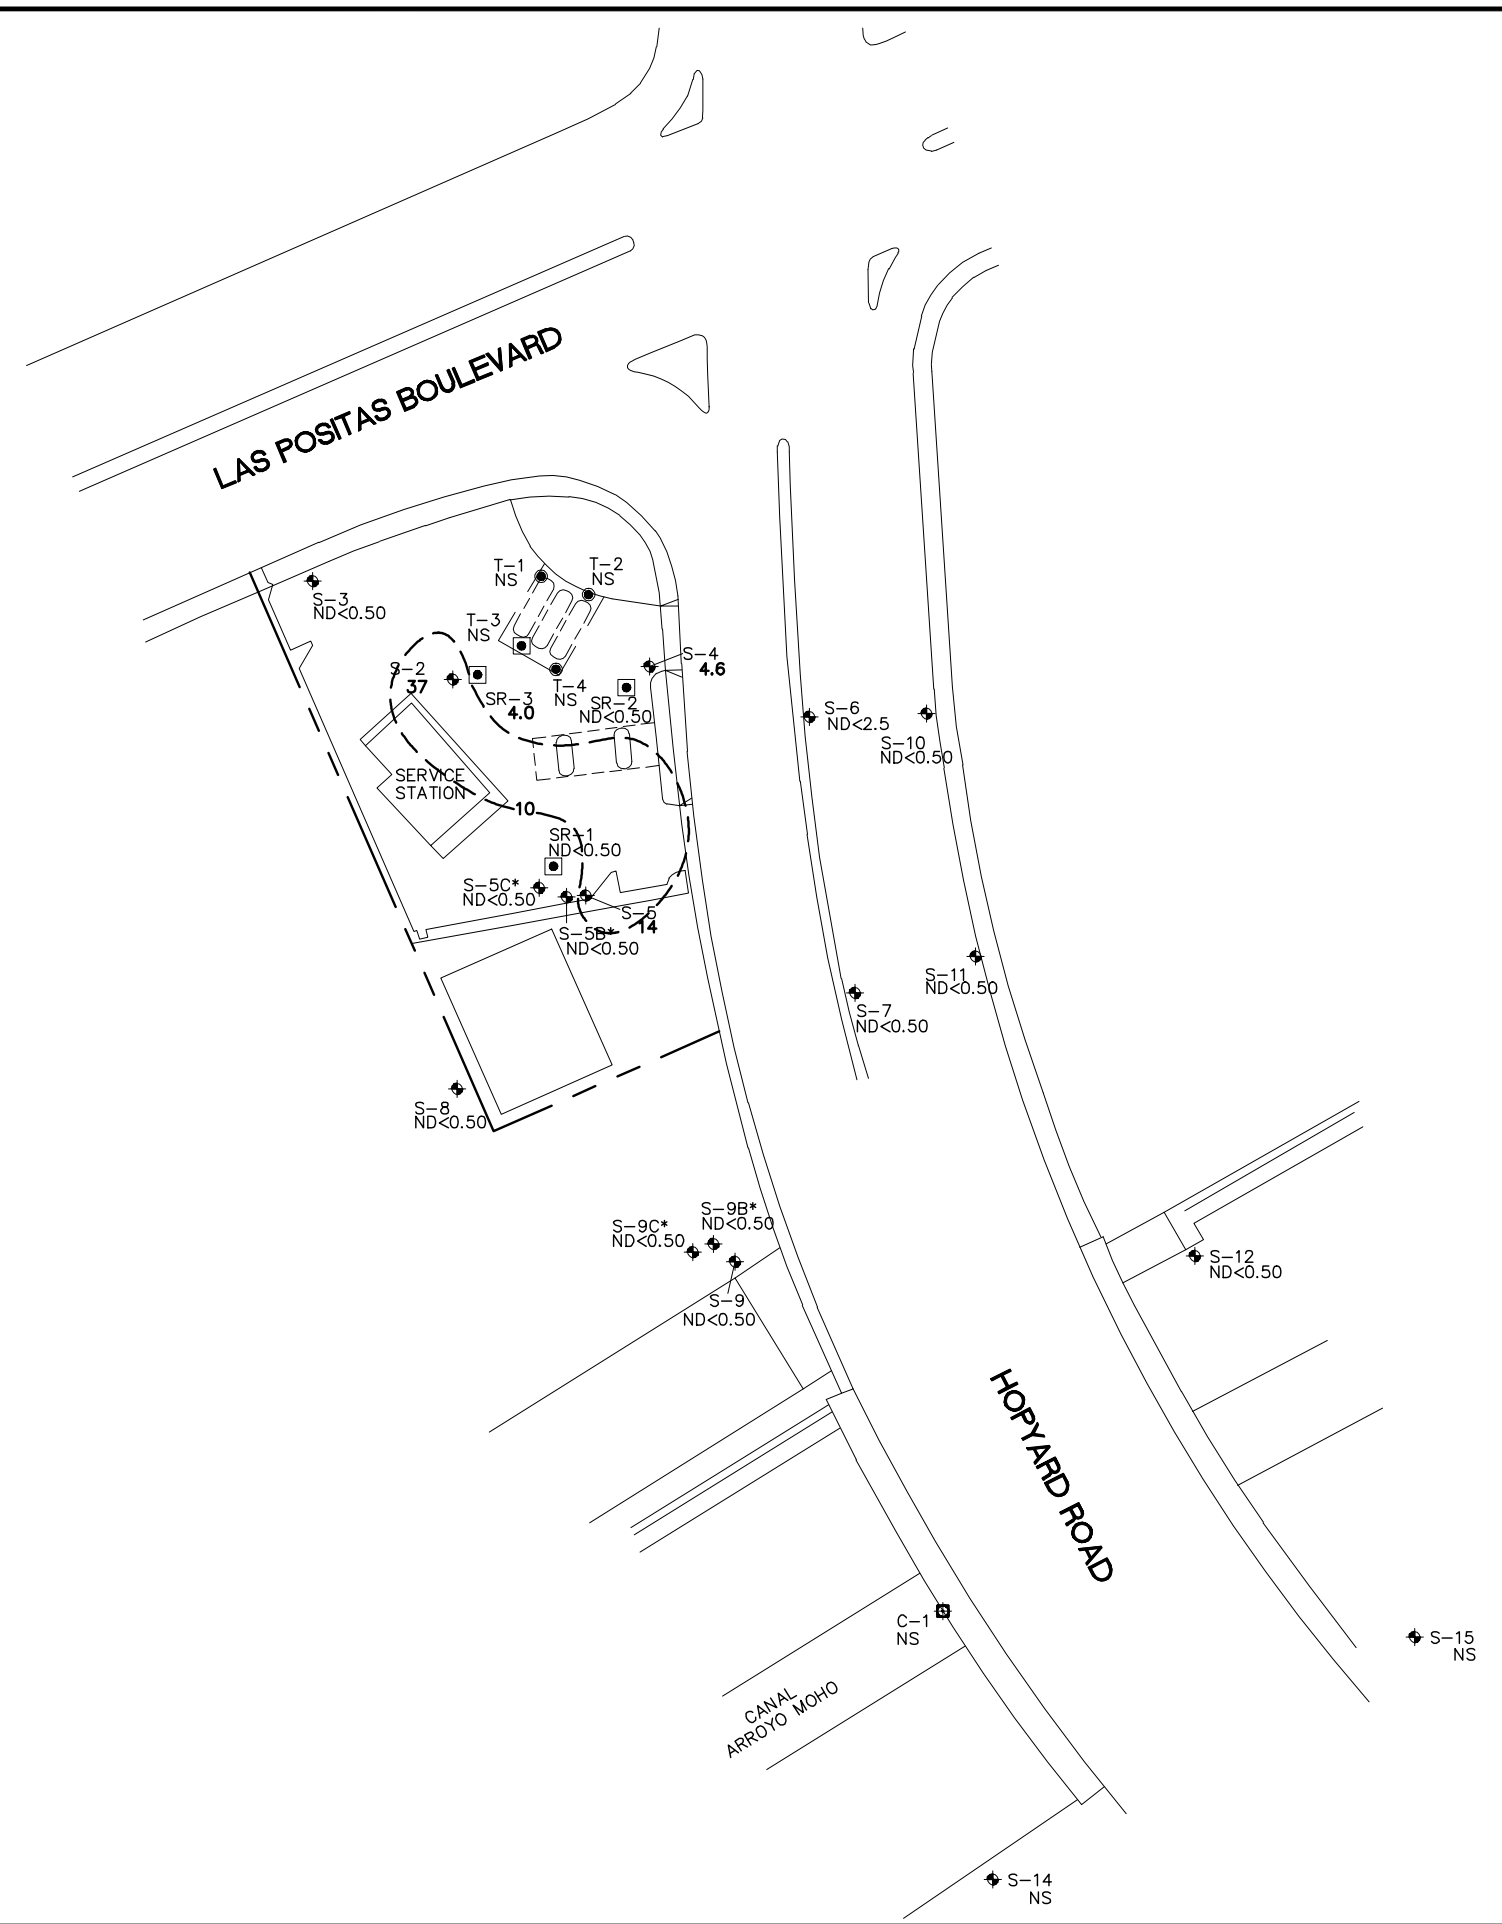 LAS POSITAS BOULEVARD
T-1
NS
T-2
NS
S-3
ND<0.50
T-3
NS
S-4
4.6
S-2
37
SR-3
4.0
T-4
NS
SR-2
ND<0.50
S-6
ND<2.5
S-10
ND<0.50
SERVICE
STATION
10
SR-1
ND<0.50
S-5C*
ND<0.50
S-5
14
S-5B*
ND<0.50
S-11
ND<0.50
S-7
ND<0.50
S-8
ND<0.50
S-9B*
ND<0.50
S-9C*
ND<0.50
S-12
ND<0.50
S-9
ND<0.50
HOPYARD ROAD
C-1
NS
S-15
NS
CANAL
ARROYO MOHO
S-14
NS